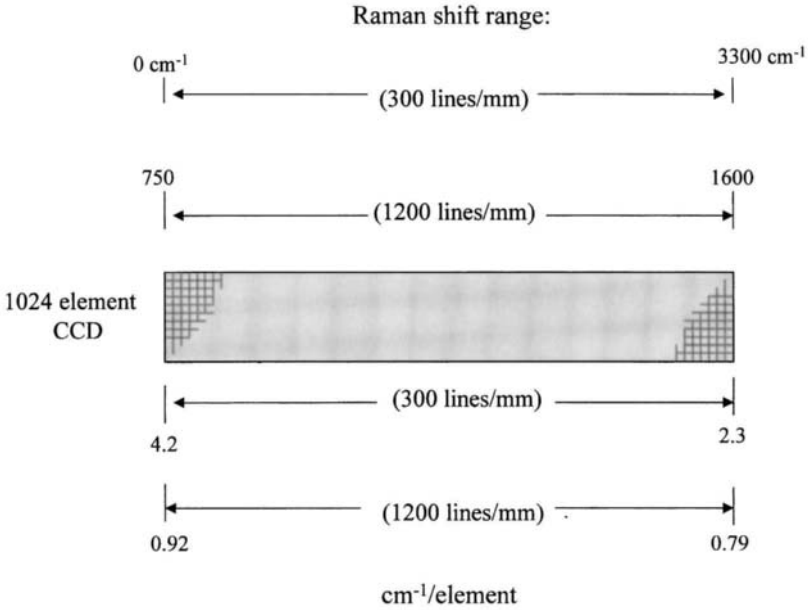 Raman shift range:
0 cm⁻¹ 3300 cm⁻¹
(300 lines/mm)
750 1600
(1200 lines/mm)
1024 element
CCD
(300 lines/mm)
4.2 2.3
(1200 lines/mm)
0.92 0.79
cm⁻¹/element